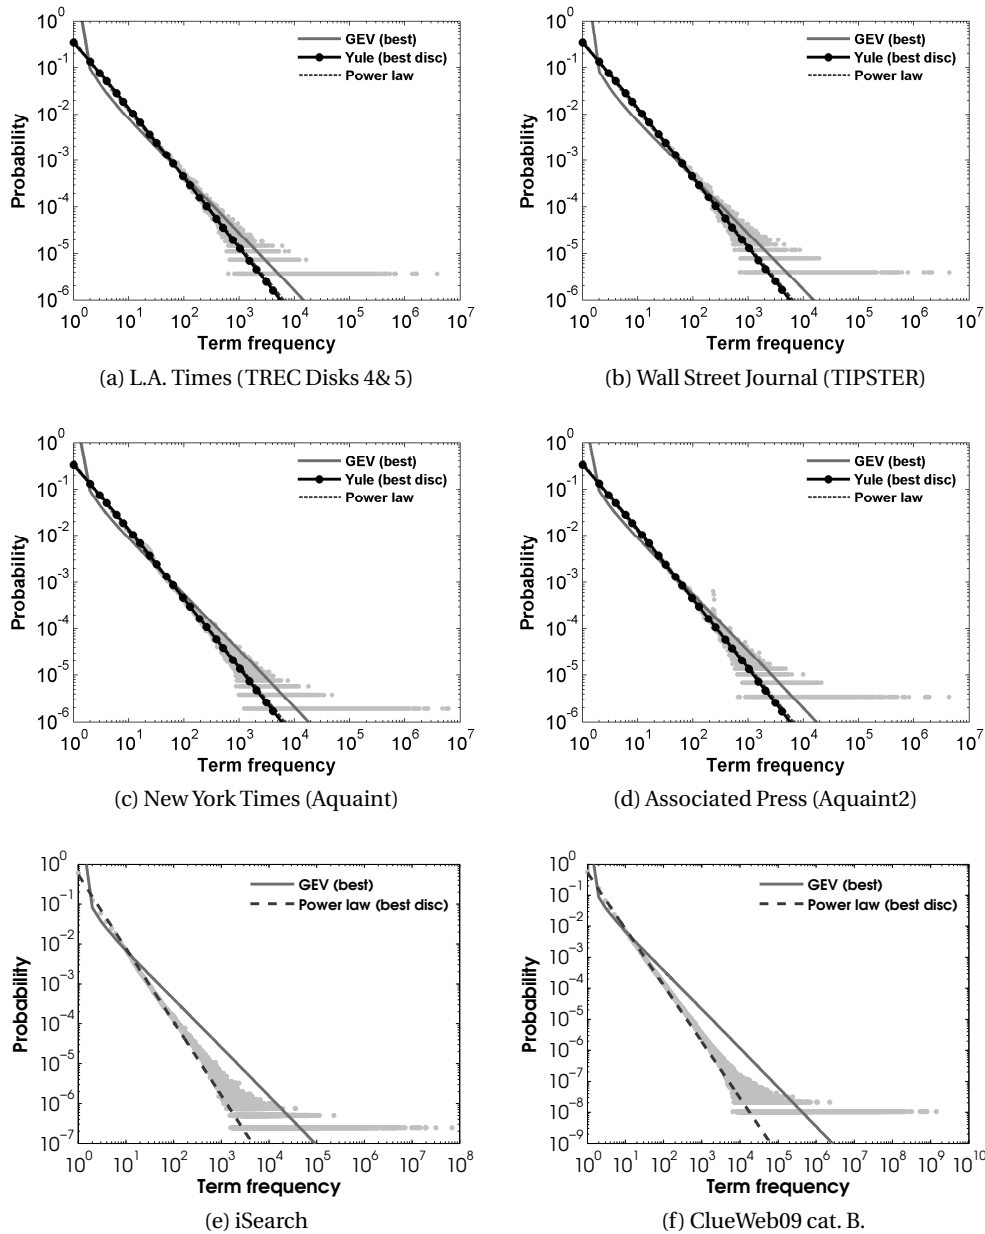 10^0
10^-1
10^-2
10^-3
10^-4
10^-5
10^-6
Probability
GEV (best)
Yule (best disc)
Power law
10^0 10^1 10^2 10^3 10^4 10^5 10^6 10^7
Term frequency
(a) L.A. Times (TREC Disks 4& 5)
10^0
10^-1
10^-2
10^-3
10^-4
10^-5
10^-6
Probability
GEV (best)
Yule (best disc)
Power law
10^0 10^1 10^2 10^3 10^4 10^5 10^6 10^7
Term frequency
(b) Wall Street Journal (TIPSTER)
10^0
10^-1
10^-2
10^-3
10^-4
10^-5
10^-6
Probability
GEV (best)
Yule (best disc)
Power law
10^0 10^1 10^2 10^3 10^4 10^5 10^6 10^7
Term frequency
(c) New York Times (Aquaint)
10^0
10^-1
10^-2
10^-3
10^-4
10^-5
10^-6
Probability
GEV (best)
Yule (best disc)
Power law
10^0 10^1 10^2 10^3 10^4 10^5 10^6 10^7
Term frequency
(d) Associated Press (Aquaint2)
10^0
10^-1
10^-2
10^-3
10^-4
10^-5
10^-6
10^-7
Probability
GEV (best)
Power law (best disc)
10^0 10^1 10^2 10^3 10^4 10^5 10^6 10^7 10^8
Term frequency
(e) iSearch
10^0
10^-1
10^-2
10^-3
10^-4
10^-5
10^-6
10^-7
10^-8
10^-9
Probability
GEV (best)
Power law (best disc)
10^0 10^1 10^2 10^3 10^4 10^5 10^6 10^7 10^8 10^9 10^10
Term frequency
(f) ClueWeb09 cat. B.